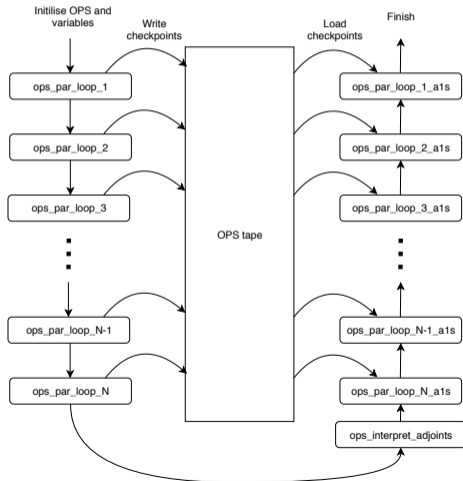 Initilise OPS and
variables
Write
checkpoints
Load
checkpoints
Finish
ops_par_loop_1
ops_par_loop_2
ops_par_loop_3
ops_par_loop_N-1
ops_par_loop_N
OPS tape
ops_par_loop_1_a1s
ops_par_loop_2_a1s
ops_par_loop_3_a1s
ops_par_loop_N-1_a1s
ops_par_loop_N_a1s
ops_interpret_adjoints